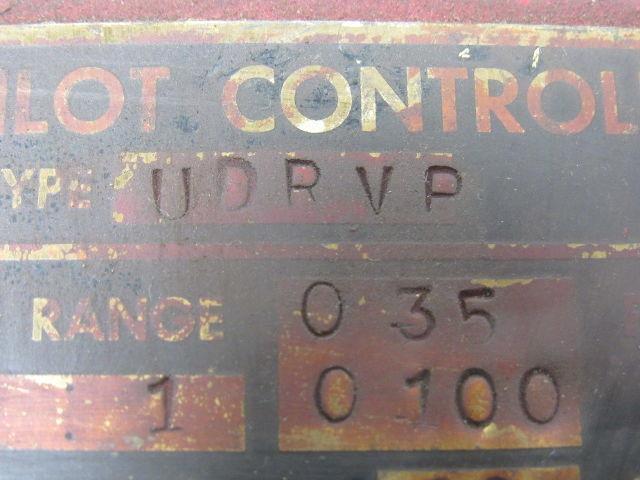 ILOT CONTROL
YPE UDRVP
RANGE 0 35
1 0 100